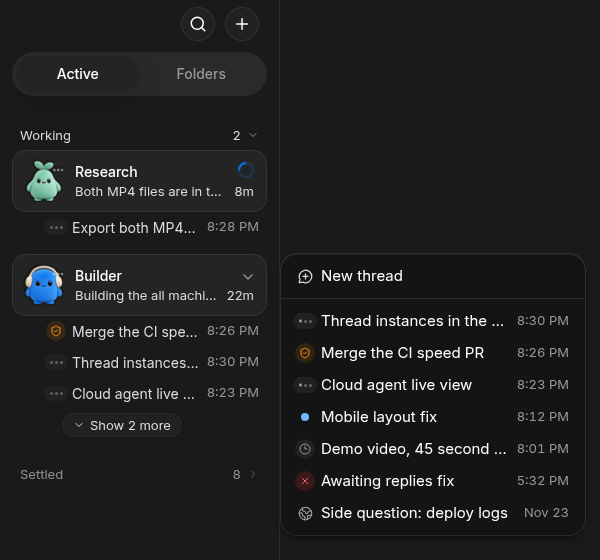 Active
Folders
Working
2
Research
Both MP4 files are in t...
8m
Export both MP4...
8:28 PM
Builder
Building the all machi...
22m
Merge the CI spe...
8:26 PM
Thread instances...
8:30 PM
Cloud agent live ...
8:23 PM
Show 2 more
Settled
8
New thread
Thread instances in the ...
8:30 PM
Merge the CI speed PR
8:26 PM
Cloud agent live view
8:23 PM
Mobile layout fix
8:12 PM
Demo video, 45 second ...
8:01 PM
Awaiting replies fix
5:32 PM
Side question: deploy logs
Nov 23